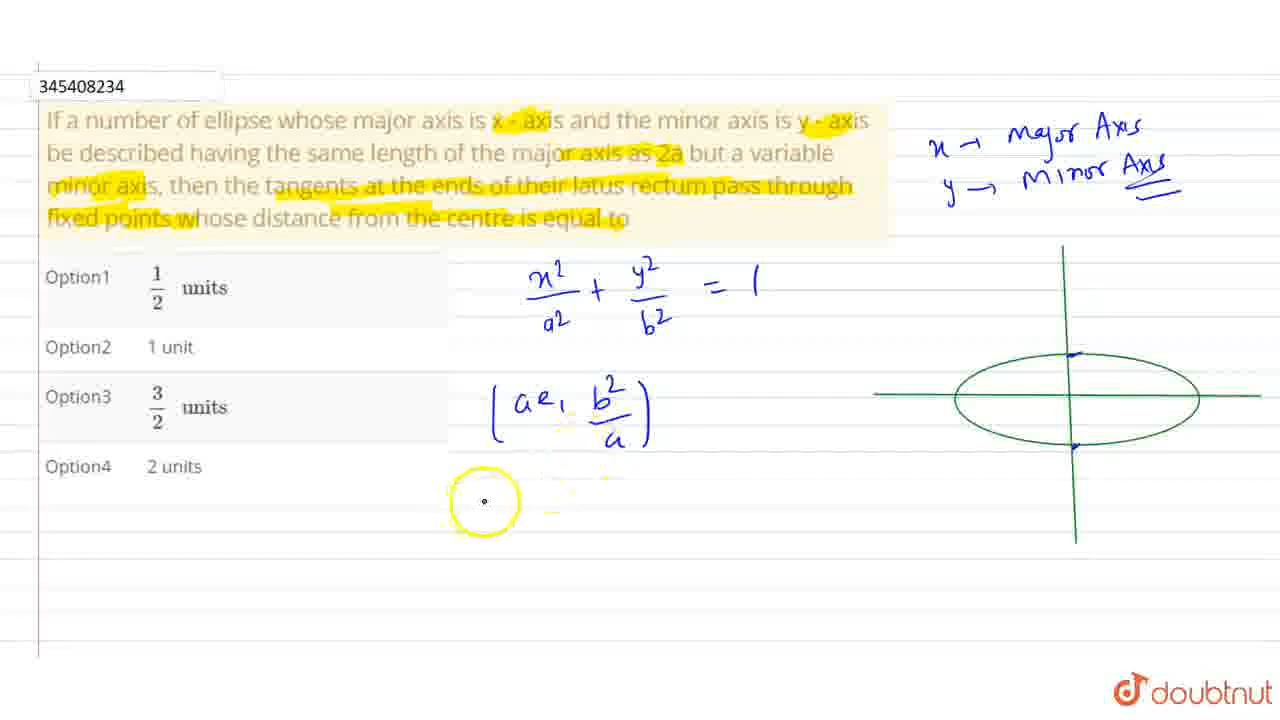 345408234
If a number of ellipse whose major axis is x - axis and the minor axis is y - axis
be described having the same length of the major axis as 2a but a variable
minor axis, then the tangents at the ends of their latus rectum pass through
fixed points whose distance from the centre is equal to
x → Major Axis
y → Minor Axis
Option1 1/2 units
x²/a² + y²/b² = 1
Option2 1 unit
Option3 3/2 units
(ae, b²/a)
Option4 2 units
doubtnut